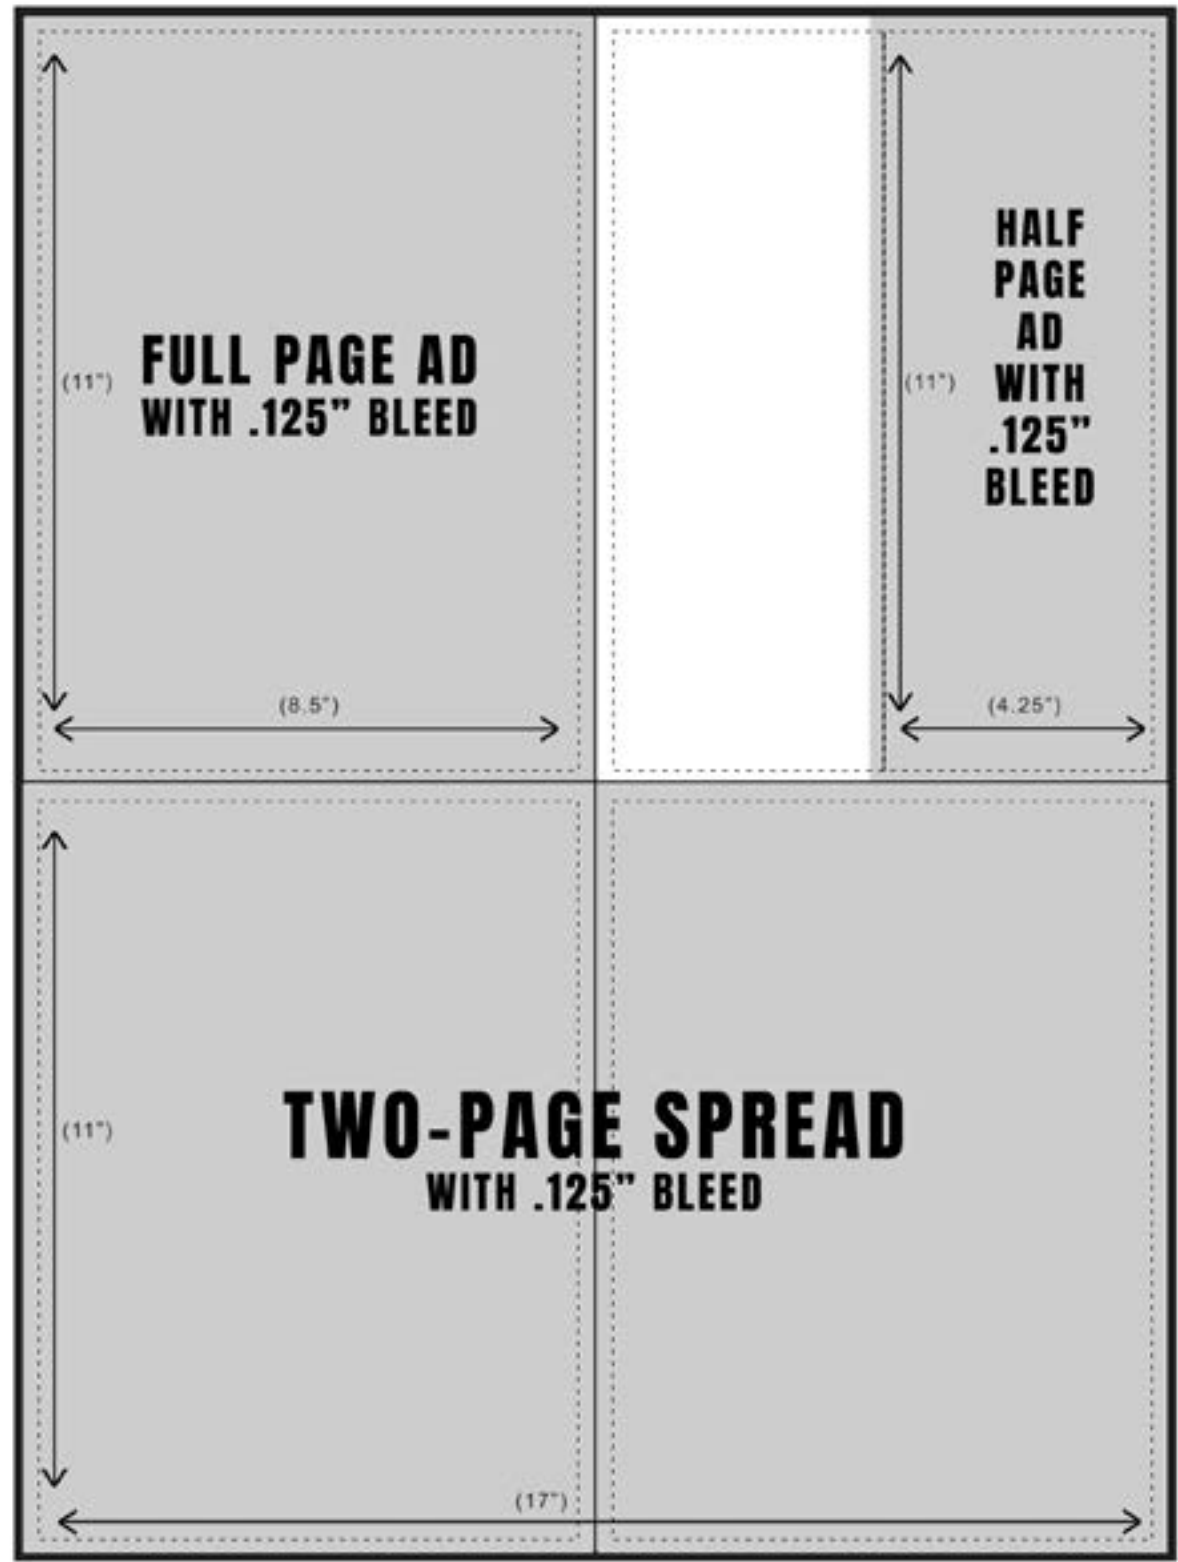 FULL PAGE AD
WITH .125” BLEED
(11")
(8.5")
HALF
PAGE
AD
WITH
.125”
BLEED
(11")
(4.25")
TWO-PAGE SPREAD
WITH .125” BLEED
(11")
(17")